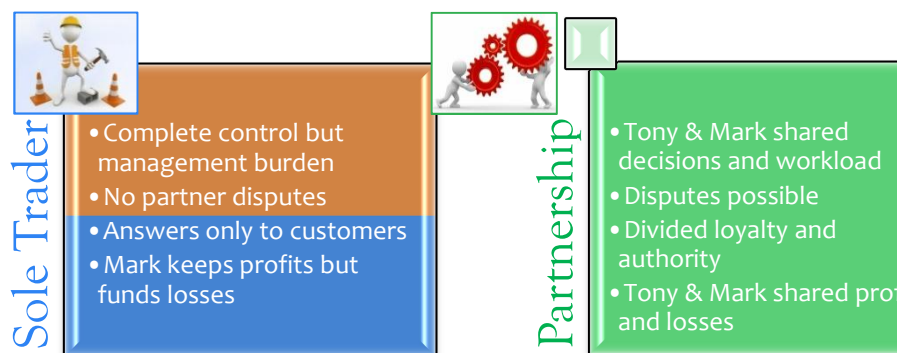 Sole Trader
• Complete control but
management burden
• No partner disputes
• Answers only to customers
• Mark keeps profits but
funds losses
Partnership
• Tony & Mark shared
decisions and workload
• Disputes possible
• Divided loyalty and
authority
• Tony & Mark shared
and losses